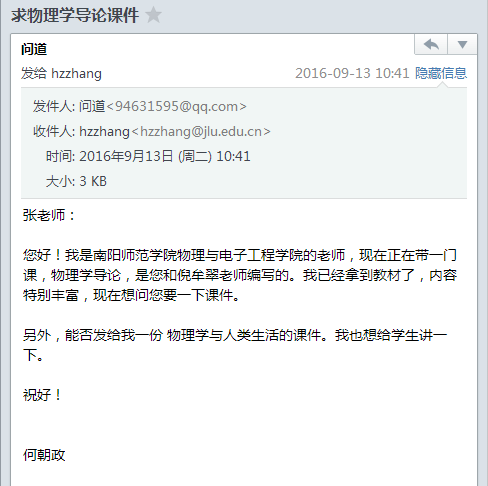 求物理学导论课件
问道
发给 hzzhang
2016-09-13 10:41 隐藏信息
发件人: 问道<94631595@qq.com>
收件人: hzzhang<hzzhang@jlu.edu.cn>
时间: 2016年9月13日 (周二) 10:41
大小: 3 KB
张老师：
您好！我是南阳师范学院物理与电子工程学院的老师，现在正在带一门
课，物理学导论，是您和倪牟翠老师编写的。我已经拿到教材了，内容
特别丰富，现在想问您要一下课件。
另外，能否发给我一份 物理学与人类生活的课件。我也想给学生讲一
下。
祝好！
何朝政